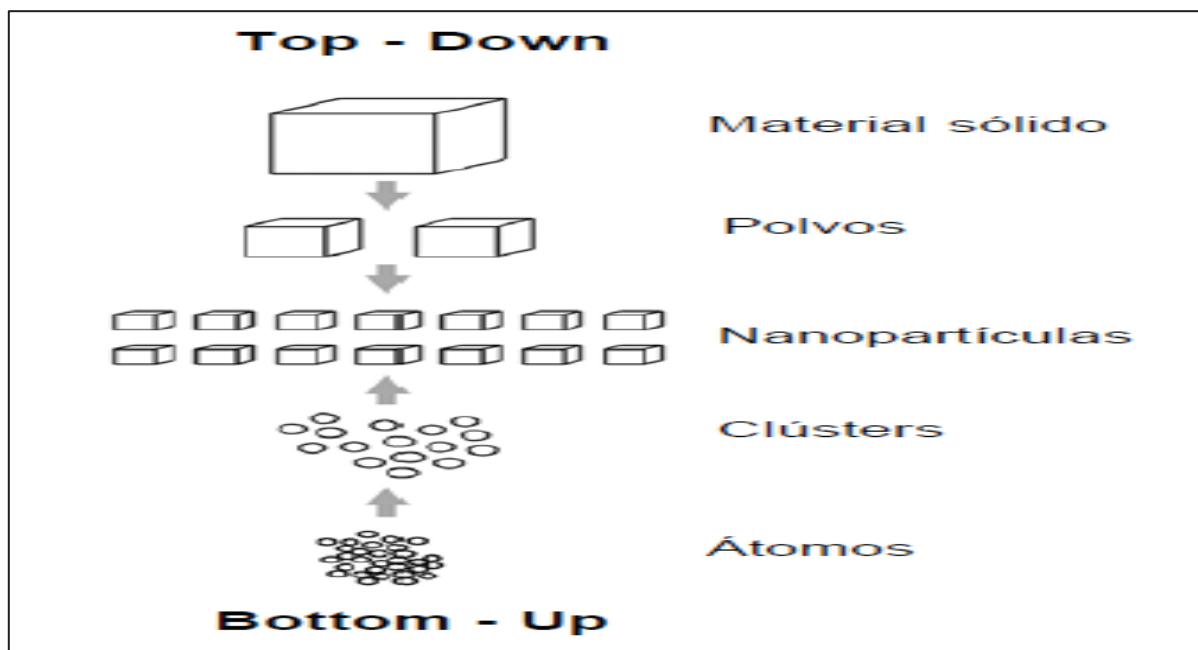 Top - Down
Material sólido
Polvos
Nanopartículas
Clústers
Átomos
Bottom - Up